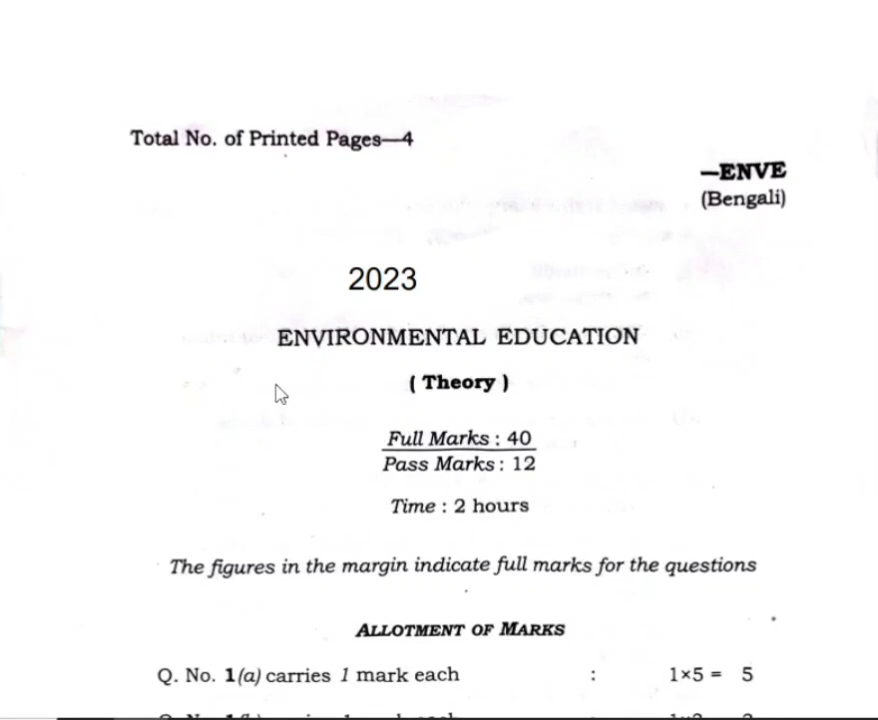 Total No. of Printed Pages—4
—ENVE
(Bengali)
2023
ENVIRONMENTAL EDUCATION
( Theory )
Full Marks : 40
Pass Marks : 12
Time : 2 hours
The figures in the margin indicate full marks for the questions
ALLOTMENT OF MARKS
Q. No. 1(a) carries 1 mark each : 1×5 = 5